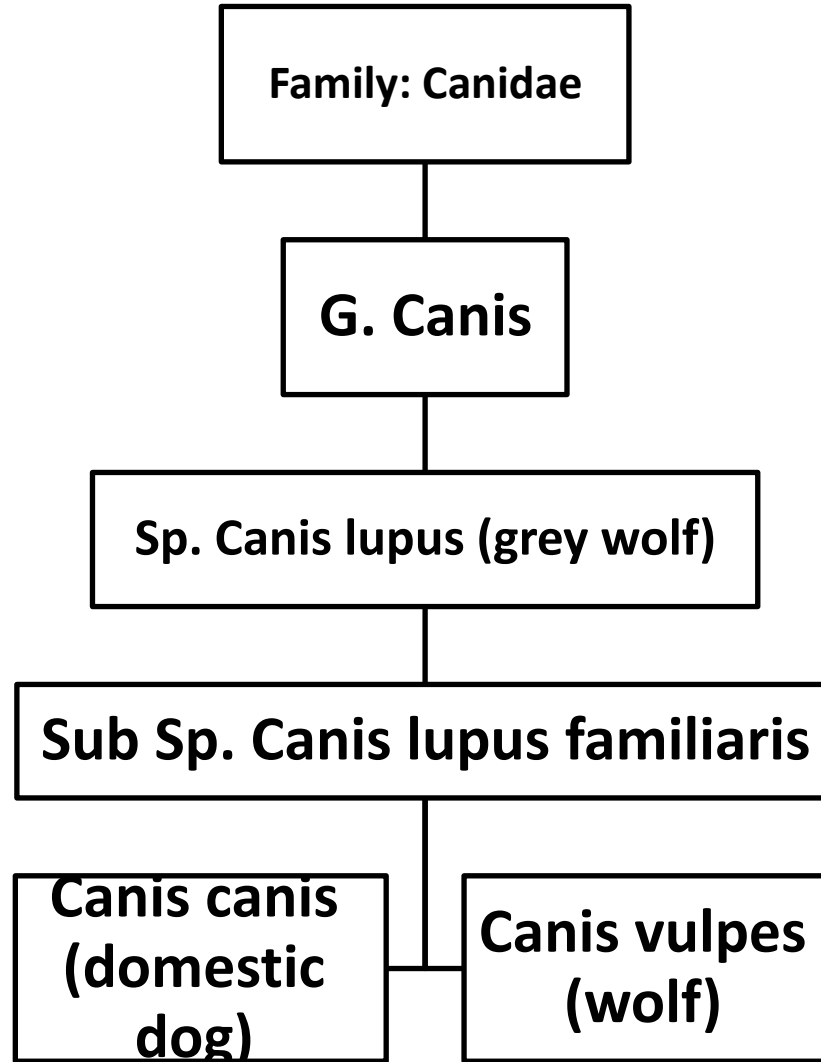 Family: Canidae
G. Canis
Sp. Canis lupus (grey wolf)
Sub Sp. Canis lupus familiaris
Canis canis
(domestic
dog)
Canis vulpes
(wolf)